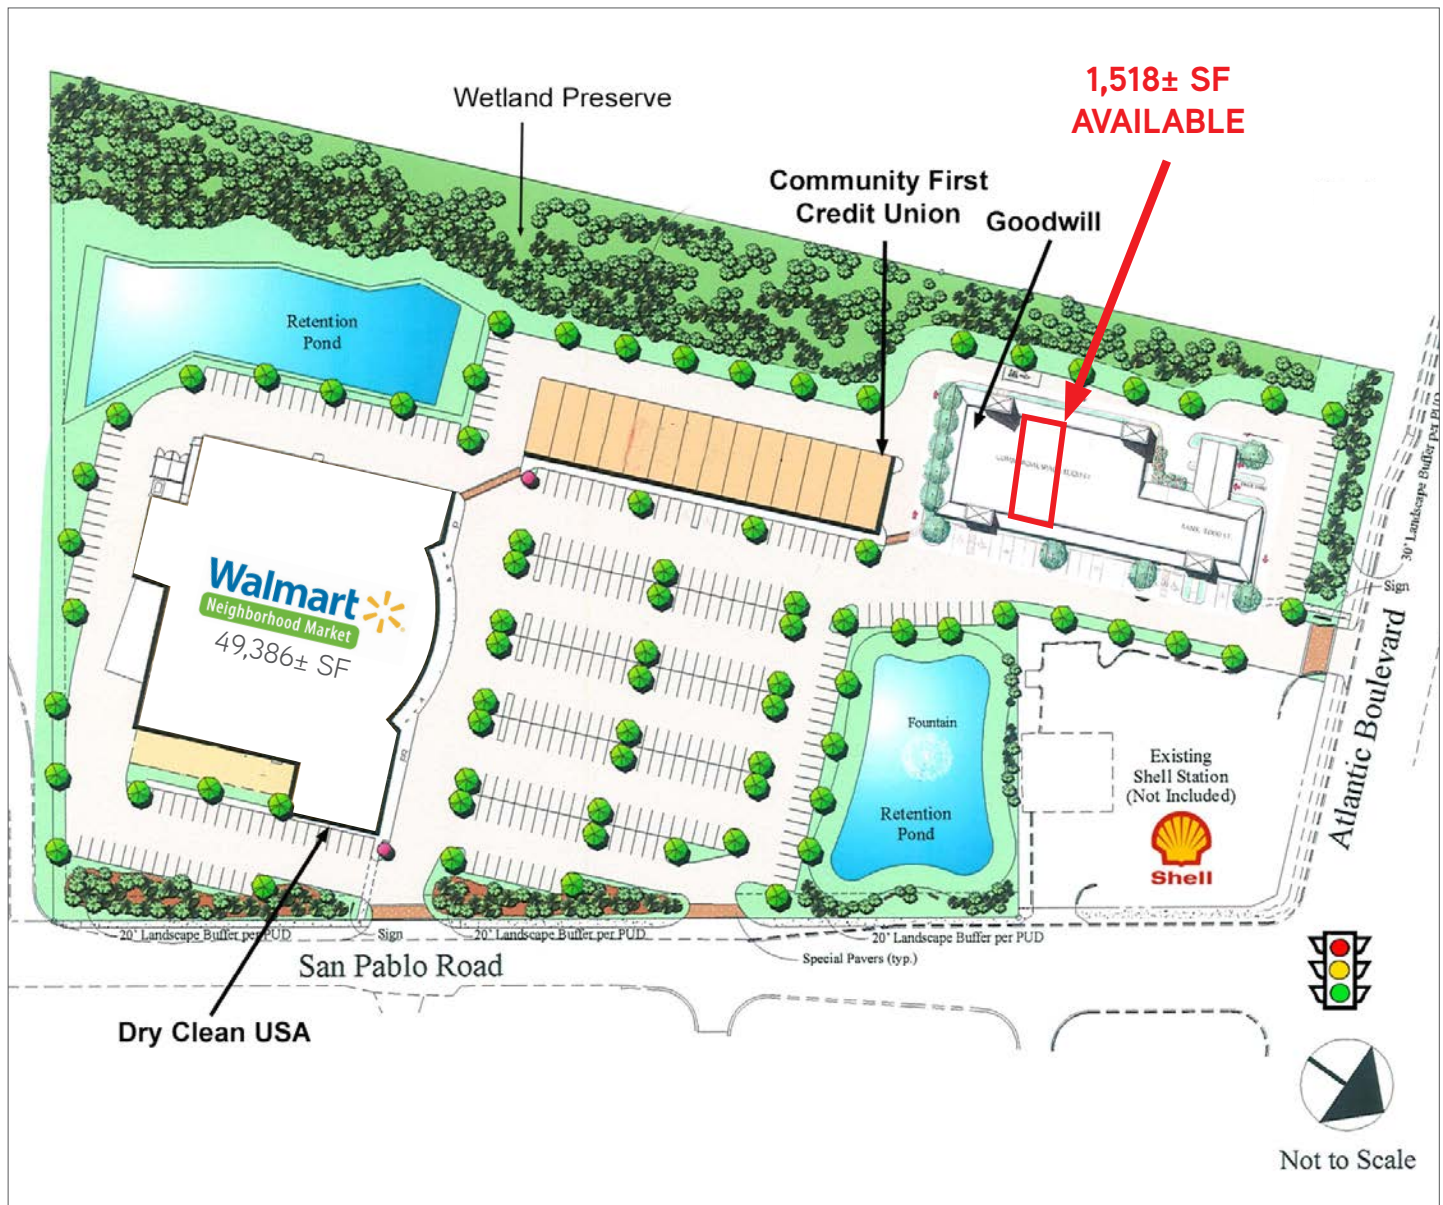 1,518± SF
AVAILABLE
Wetland Preserve
Community First
Credit Union
Goodwill
Retention
Pond
Walmart
Neighborhood Market
49,386± SF
30' Landscape Buffer per PUD
Sign
Atlantic Boulevard
Fountain
Retention
Pond
Existing
Shell Station
(Not Included)
Shell
20' Landscape Buffer per PUD
Sign
20' Landscape Buffer per PUD
20' Landscape Buffer per PUD
Special Pavers (typ.)
San Pablo Road
Dry Clean USA
Not to Scale